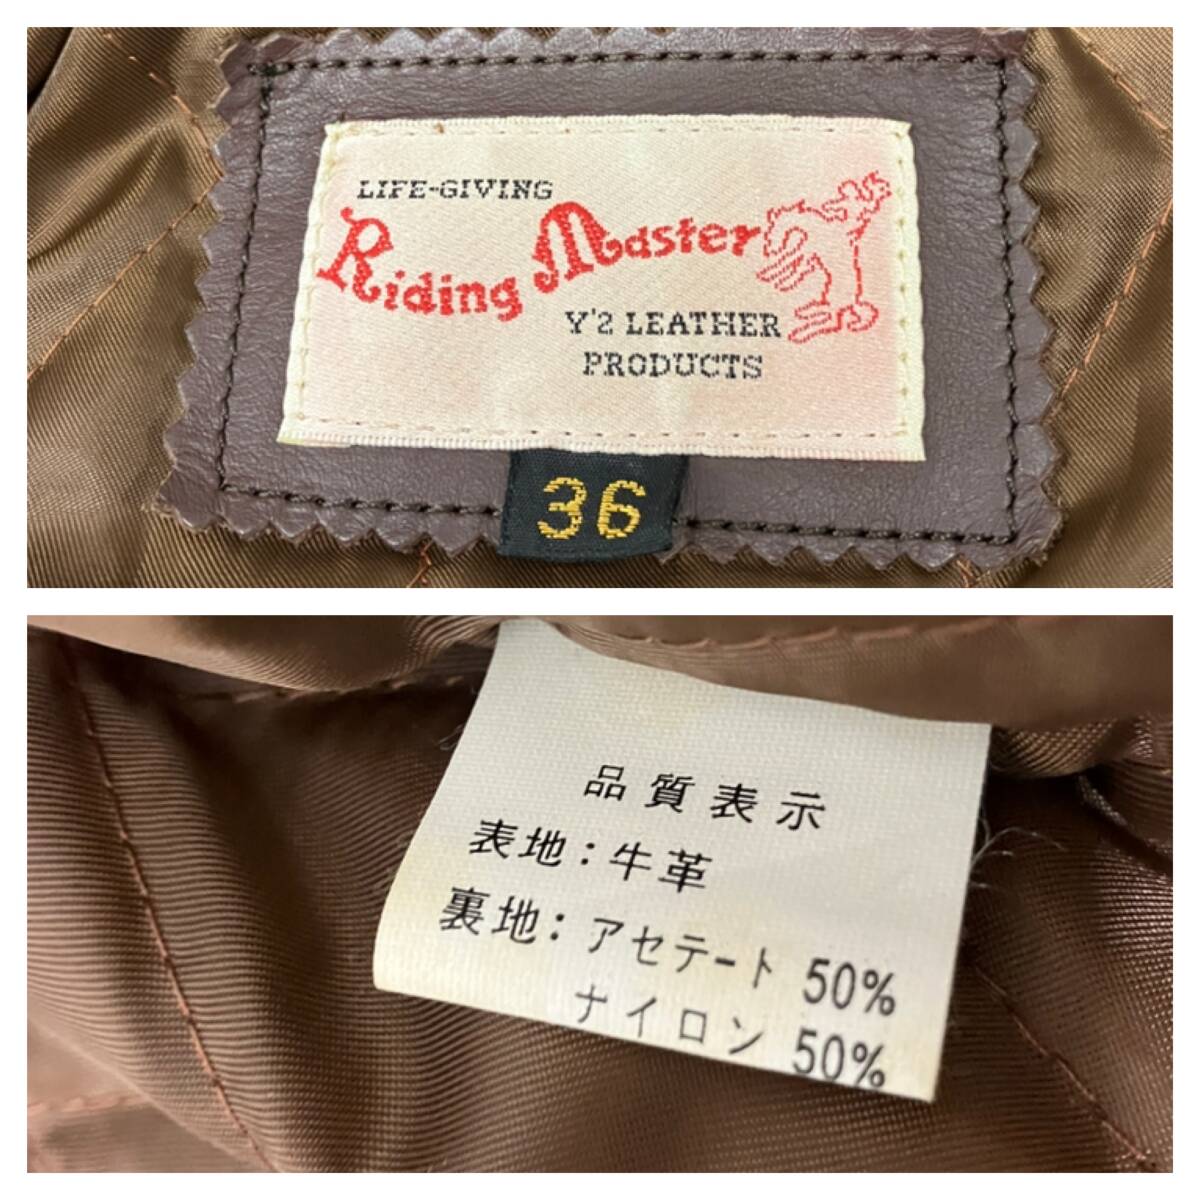 LIFE-GIVING
Riding Master
Y'2 LEATHER
PRODUCTS
36
品質表示
表地:牛革
裏地:アセテート 50%
ナイロン 50%